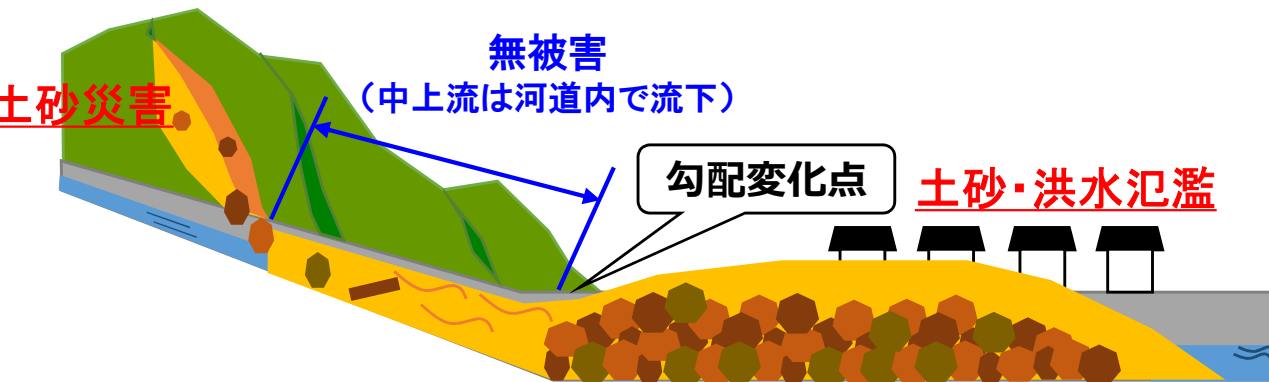 無被害
（中上流は河道内で流下）
土砂災害
勾配変化点
土砂・洪水氾濫